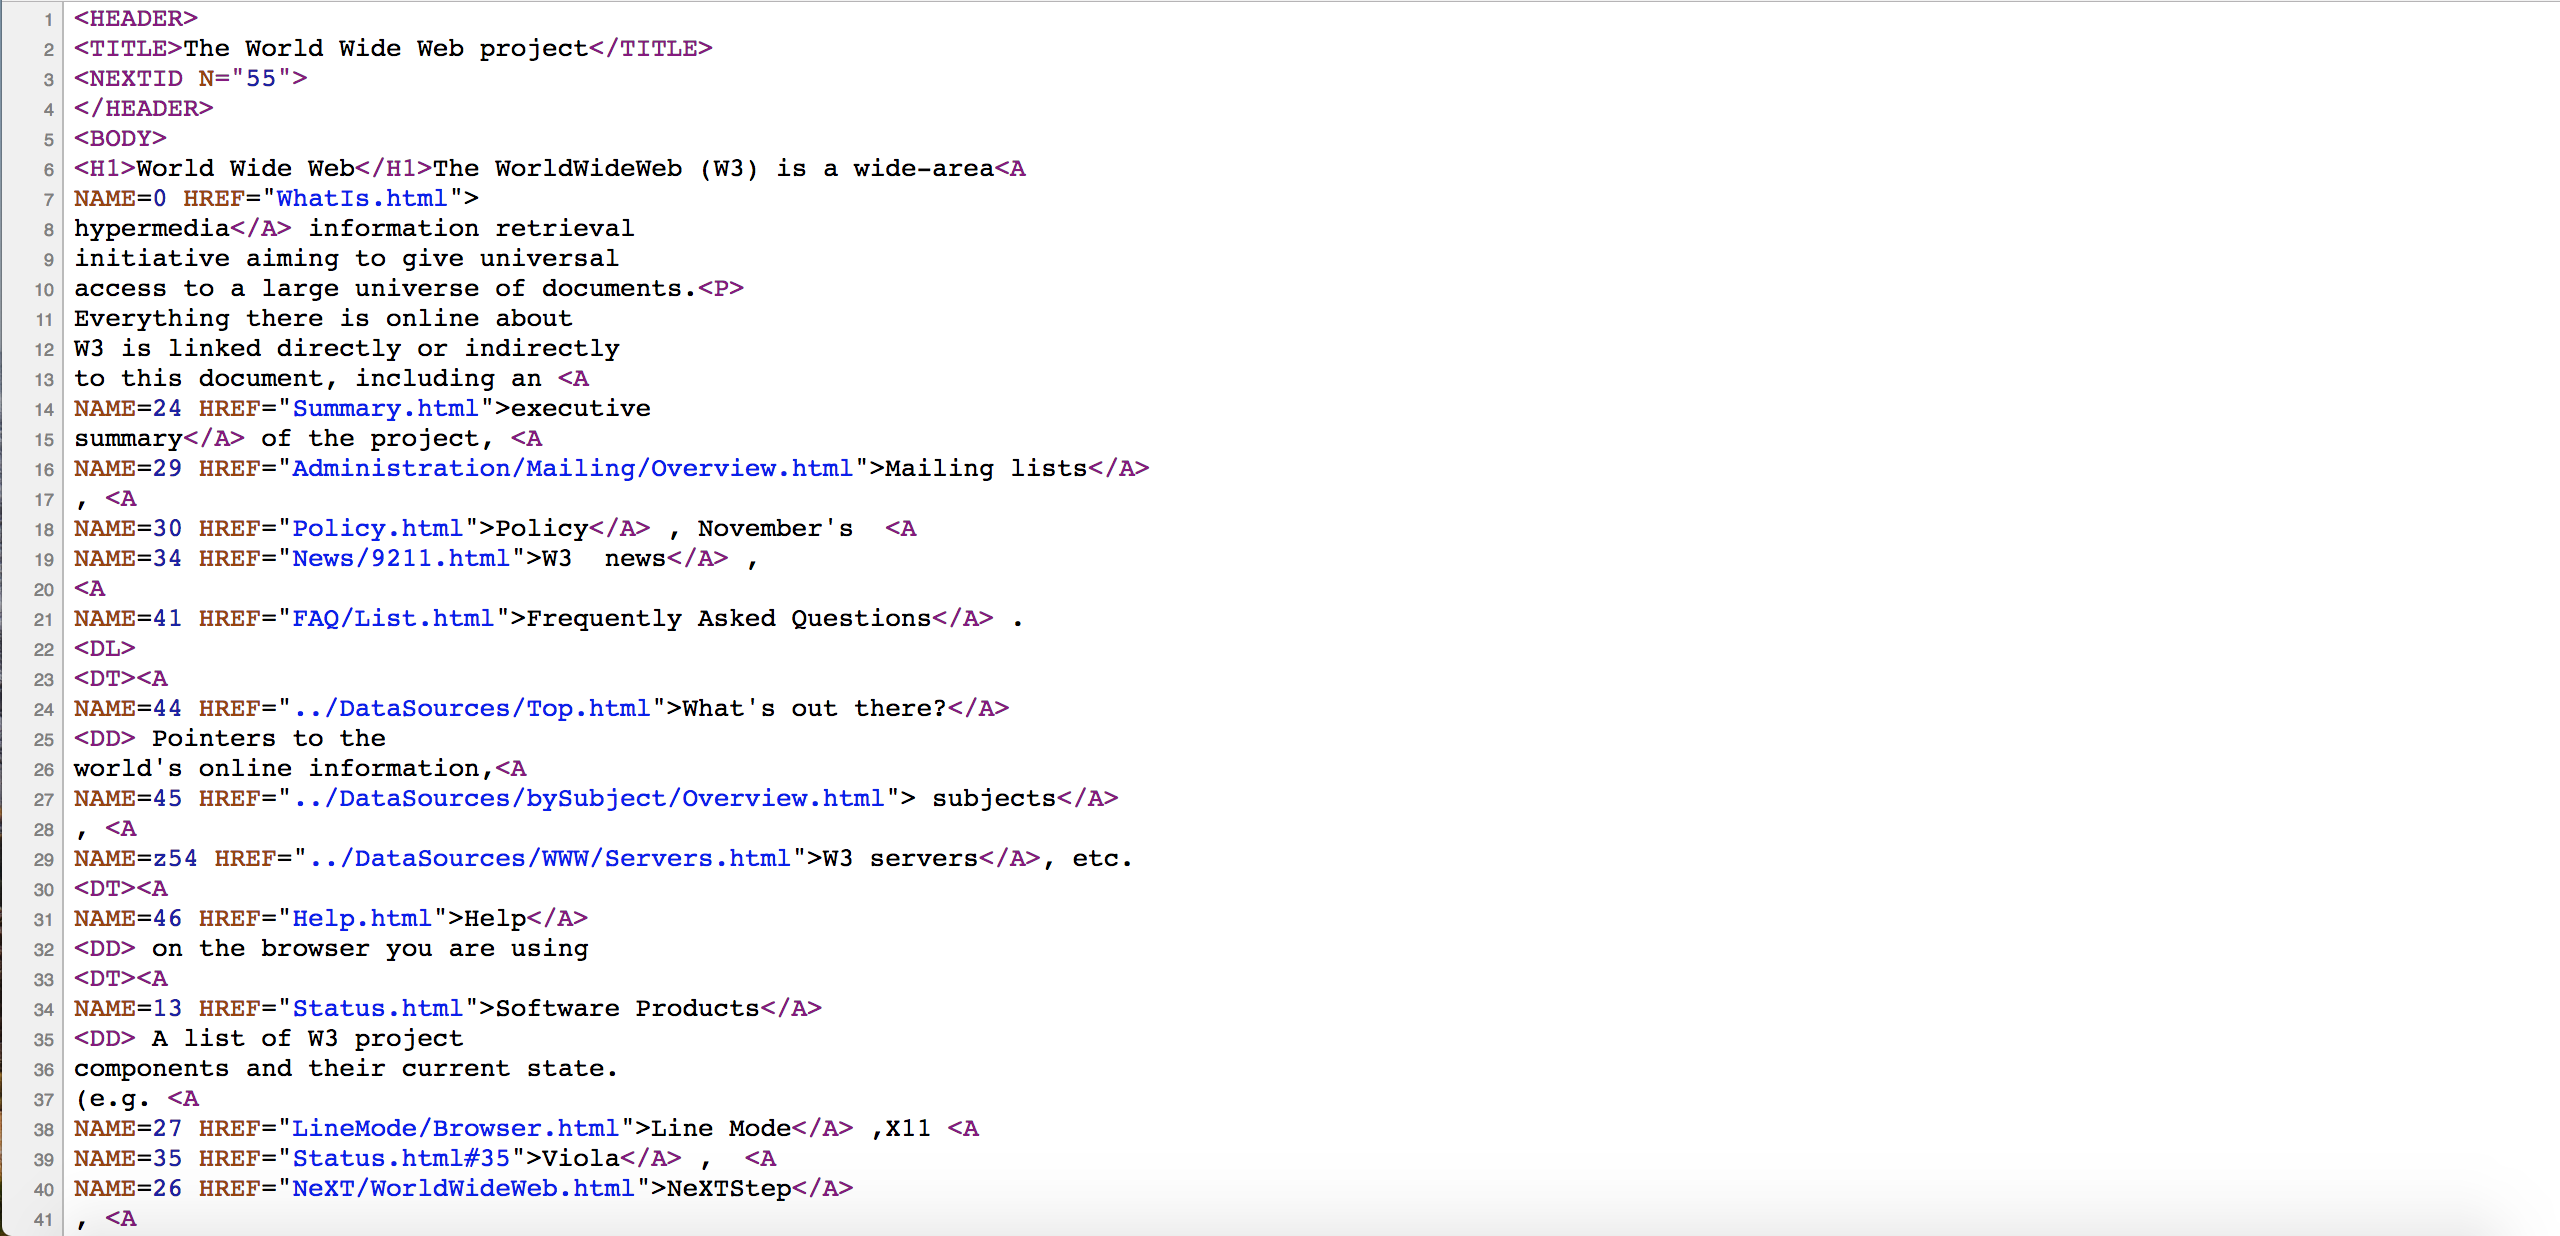 1 <HEADER>
2 <TITLE>The World Wide Web project</TITLE>
3 <NEXTID N="55">
4 </HEADER>
5 <BODY>
6 <H1>World Wide Web</H1>The WorldWideWeb (W3) is a wide-area<A
7 NAME=0 HREF="WhatIs.html">
8 hypermedia</A> information retrieval
9 initiative aiming to give universal
10 access to a large universe of documents.<P>
11 Everything there is online about
12 W3 is linked directly or indirectly
13 to this document, including an <A
14 NAME=24 HREF="Summary.html">executive
15 summary</A> of the project, <A
16 NAME=29 HREF="Administration/Mailing/Overview.html">Mailing lists</A>
17 , <A
18 NAME=30 HREF="Policy.html">Policy</A> , November's  <A
19 NAME=34 HREF="News/9211.html">W3  news</A> ,
20 <A
21 NAME=41 HREF="FAQ/List.html">Frequently Asked Questions</A> .
22 <DL>
23 <DT><A
24 NAME=44 HREF="../DataSources/Top.html">What's out there?</A>
25 <DD> Pointers to the
26 world's online information,<A
27 NAME=45 HREF="../DataSources/bySubject/Overview.html"> subjects</A>
28 , <A
29 NAME=z54 HREF="../DataSources/WWW/Servers.html">W3 servers</A>, etc.
30 <DT><A
31 NAME=46 HREF="Help.html">Help</A>
32 <DD> on the browser you are using
33 <DT><A
34 NAME=13 HREF="Status.html">Software Products</A>
35 <DD> A list of W3 project
36 components and their current state.
37 (e.g. <A
38 NAME=27 HREF="LineMode/Browser.html">Line Mode</A> ,X11 <A
39 NAME=35 HREF="Status.html#35">Viola</A> ,  <A
40 NAME=26 HREF="NeXT/WorldWideWeb.html">NeXTStep</A>
41 , <A